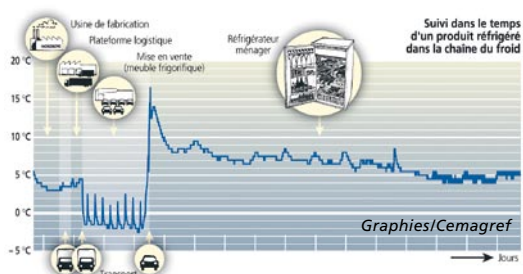 Usine de fabrication
Plateforme logistique
Mise en vente
(meuble frigorifique)
Réfrigérateur
ménager
Suivi dans le temps
d'un produit réfrigéré
dans la chaîne du froid
20 °C
15 °C
10 °C
5 °C
0 °C
- 5 °C
Graphies/Cemagref
Transport
Jours